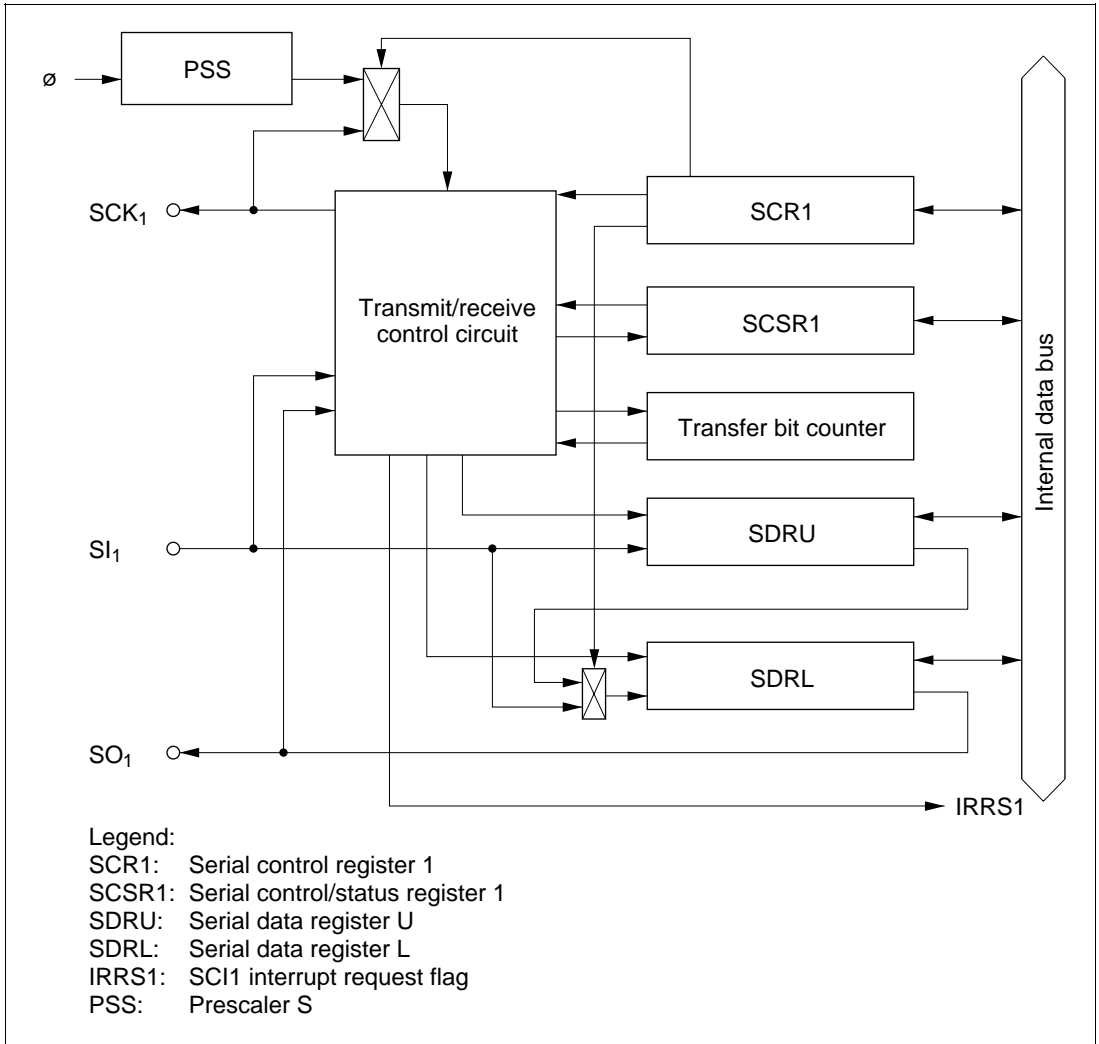 PSS
ø
SCK1
SCR1
Transmit/receive
control circuit
SCSR1
Transfer bit counter
Internal data bus
SDRU
SI1
SDRL
SO1
IRRS1
Legend:
SCR1: Serial control register 1
SCSR1: Serial control/status register 1
SDRU: Serial data register U
SDRL: Serial data register L
IRRS1: SCI1 interrupt request flag
PSS: Prescaler S